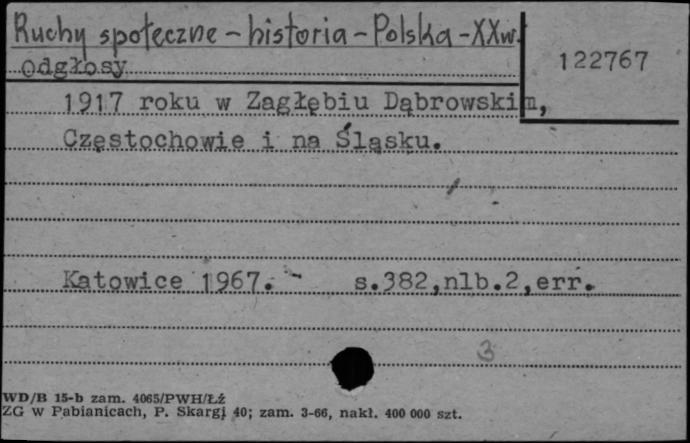 Ruchy społeczne - historia - Polska - XXw.
122767
Odgłosy
1917 roku w Zagłębiu Dąbrowskim,
Częstochowie i na Śląsku.
Katowice 1967. - s.382,nlb.2,err.
3
WD/B 15-b zam. 4065/PWH/Łż
ZG w Pabianicach, P. Skargi 40; zam. 3-66, nakł. 400 000 szt.